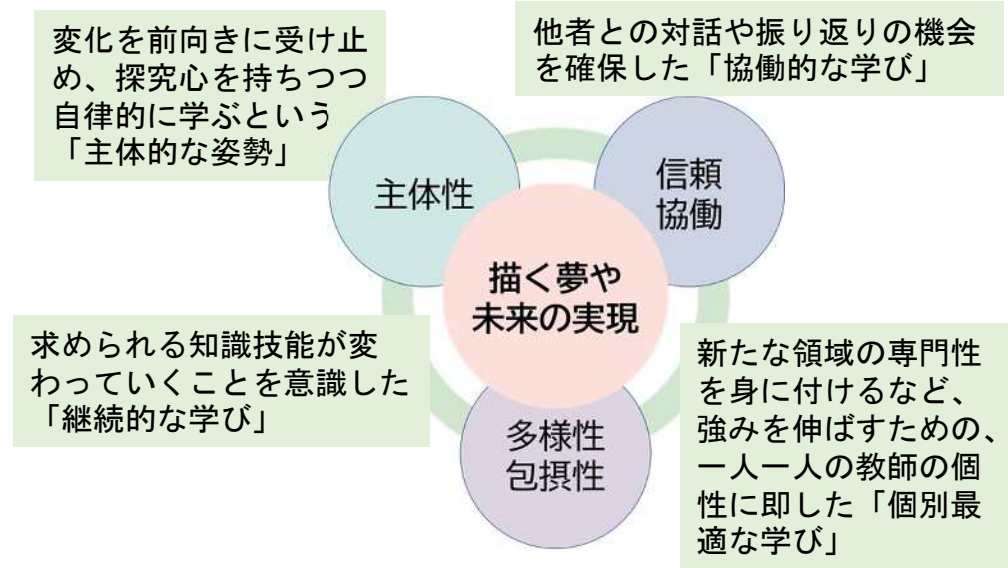 変化を前向きに受け止
め、探究心を持ちつつ
自律的に学ぶという
「主体的な姿勢」
他者との対話や振り返りの機会
を確保した「協働的な学び」
主体性
信頼
協働
描く夢や
未来の実現
求められる知識技能が変
わっていくことを意識した
「継続的な学び」
多様性
包摂性
新たな領域の専門性
を身に付けるなど、
強みを伸ばすための、
一人一人の教師の個
性に即した「個別最
適な学び」